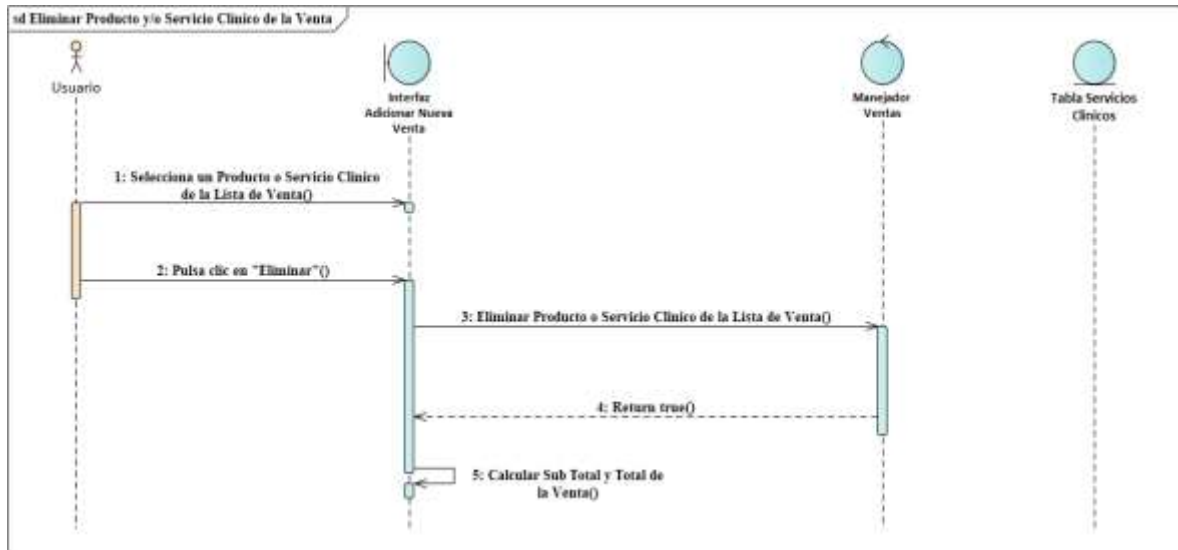 sd Eliminar Producto y/o Servicio Clinico de la Venta
Usuario
Interfaz
Adicionar Nueva
Venta
Manejador
Ventas
Tabla Servicios
Clinicos
1: Selecciona un Producto o Servicio Clinico
de la Lista de Venta()
2: Pulsa clic en "Eliminar"()
3: Eliminar Producto o Servicio Clinico de la Lista de Venta()
4: Return true()
5: Calcular Sub Total y Total de
la Venta()